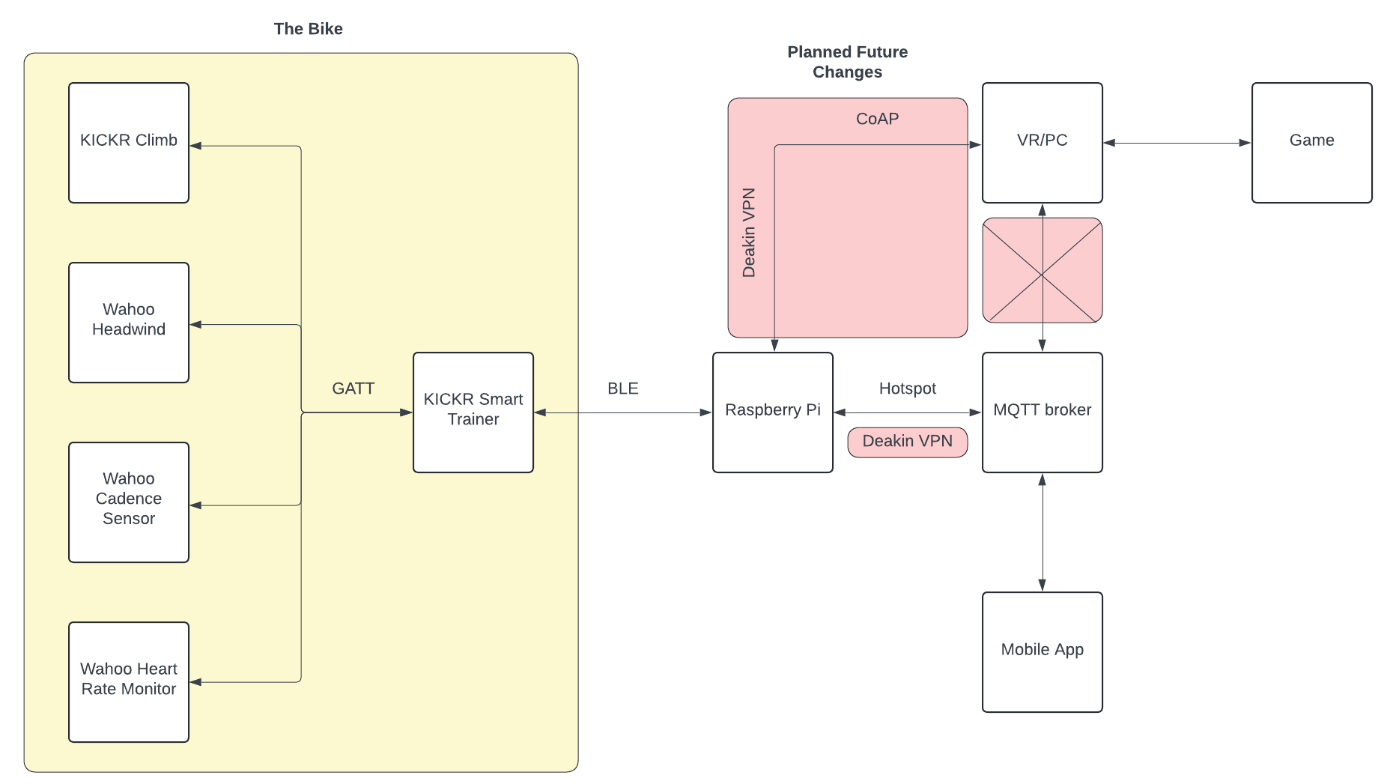 The Bike
Planned Future
Changes
KICKR Climb
CoAP
VR/PC
Game
Deakin VPN
Wahoo
Headwind
GATT
KICKR Smart
Trainer
BLE
Raspberry Pi
Hotspot
Deakin VPN
MQTT broker
Wahoo
Cadence
Sensor
Wahoo Heart
Rate Monitor
Mobile App